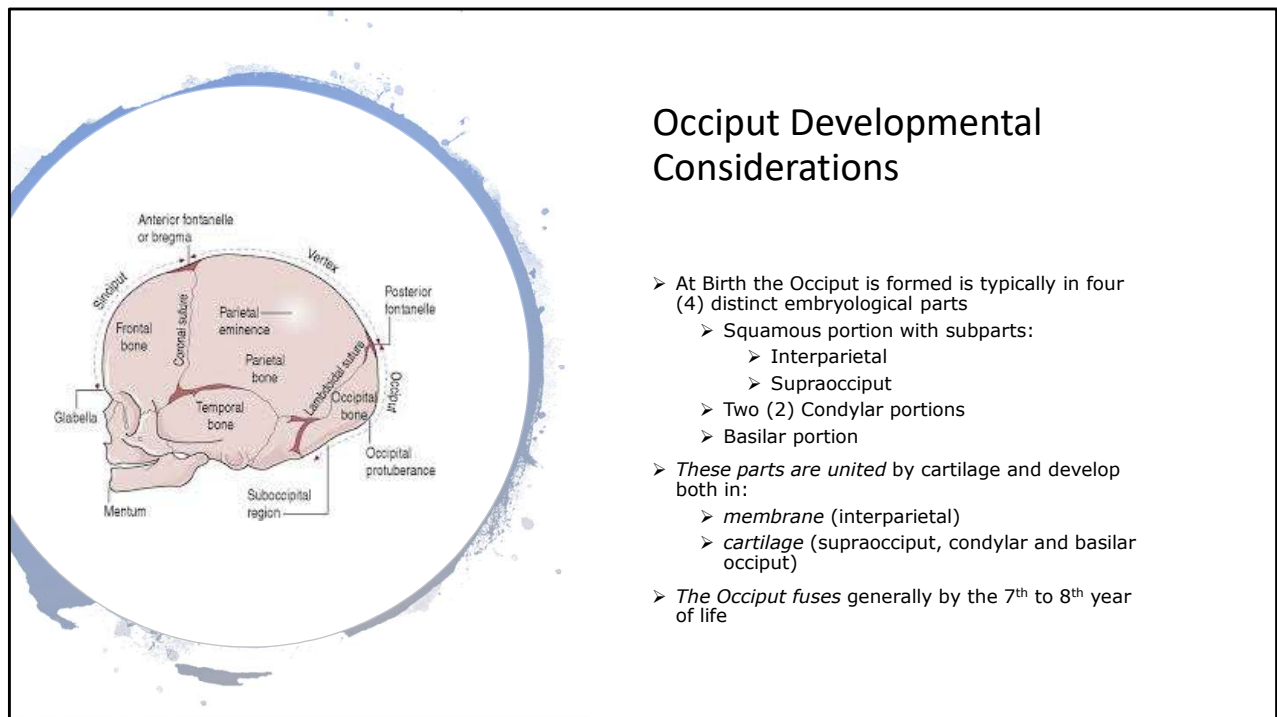 Occiput Developmental
Considerations
Anterior fontanelle
or bregma
Sinciput
Vertex
Posterior
fontanelle
Parietal
eminence
Frontal
bone
Coronal suture
Parietal
bone
Lambdoidal suture
Occiput
Temporal
bone
Occipital
bone
Glabella
Occipital
protuberance
Suboccipital
region
Mentum
➢ At Birth the Occiput is formed is typically in four
(4) distinct embryological parts
➢ Squamous portion with subparts:
➢ Interparietal
➢ Supraocciput
➢ Two (2) Condylar portions
➢ Basilar portion
➢ These parts are united by cartilage and develop
both in:
➢ membrane (interparietal)
➢ cartilage (supraocciput, condylar and basilar
occiput)
➢ The Occiput fuses generally by the 7th to 8th year
of life